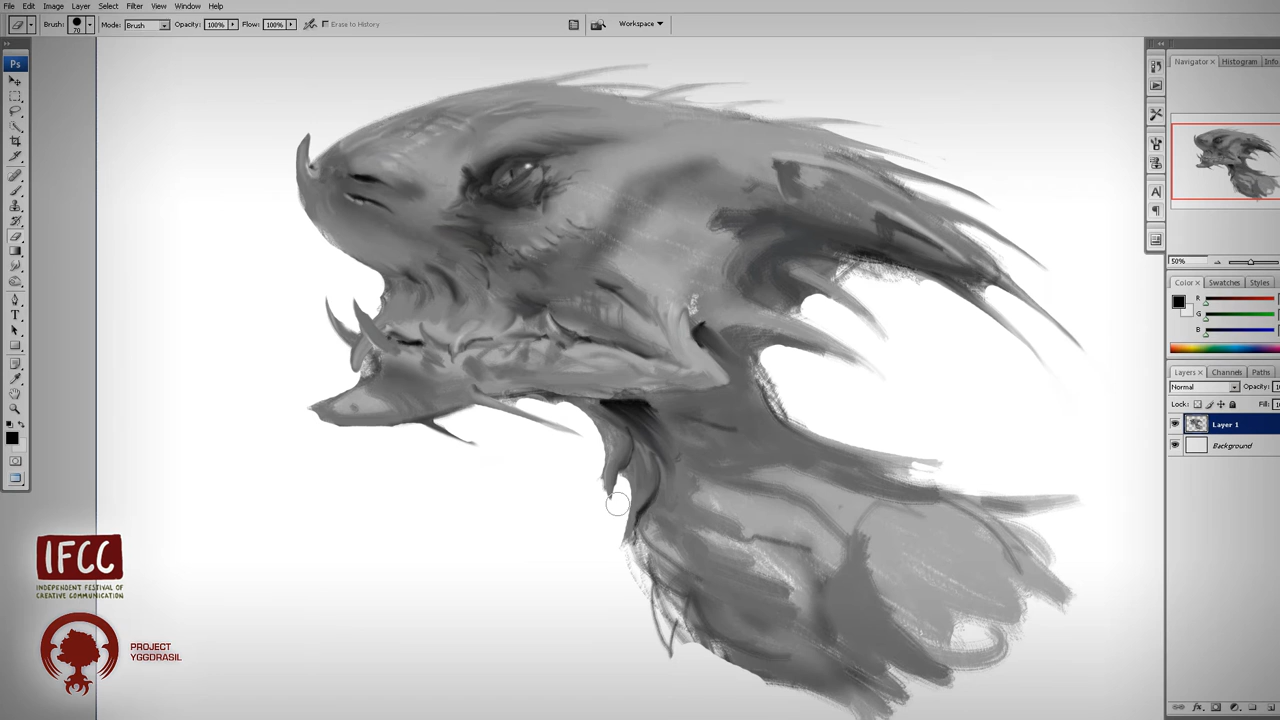 File Edit Image Layer Select Filter View Window Help
Brush: 70 Mode: Brush Opacity: 100% Flow: 100% Erase to History Workspace
Ps
Navigator × Histogram Info
50%
Color × Swatches Styles
R
G
B
Layers × Channels Paths
Normal Opacity:
Lock: Fill:
Layer 1
Background
IFCC
INDEPENDENT FESTIVAL OF
CREATIVE COMMUNICATION
PROJECT
YGGDRASIL